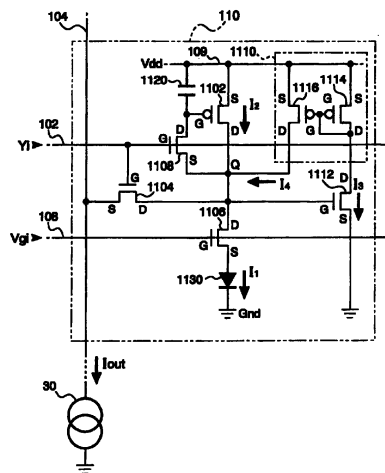 104
110
Vdd
109
1110
1120
1102
1116
1114
S
S
S
G
G
G
I2
D
D
D
102
Yi
G
D
S
1108
Q
I4
1112
I3
G
1104
S
D
G
D
S
108
Vgi
1106
D
G
S
1130
I1
Gnd
Iout
30